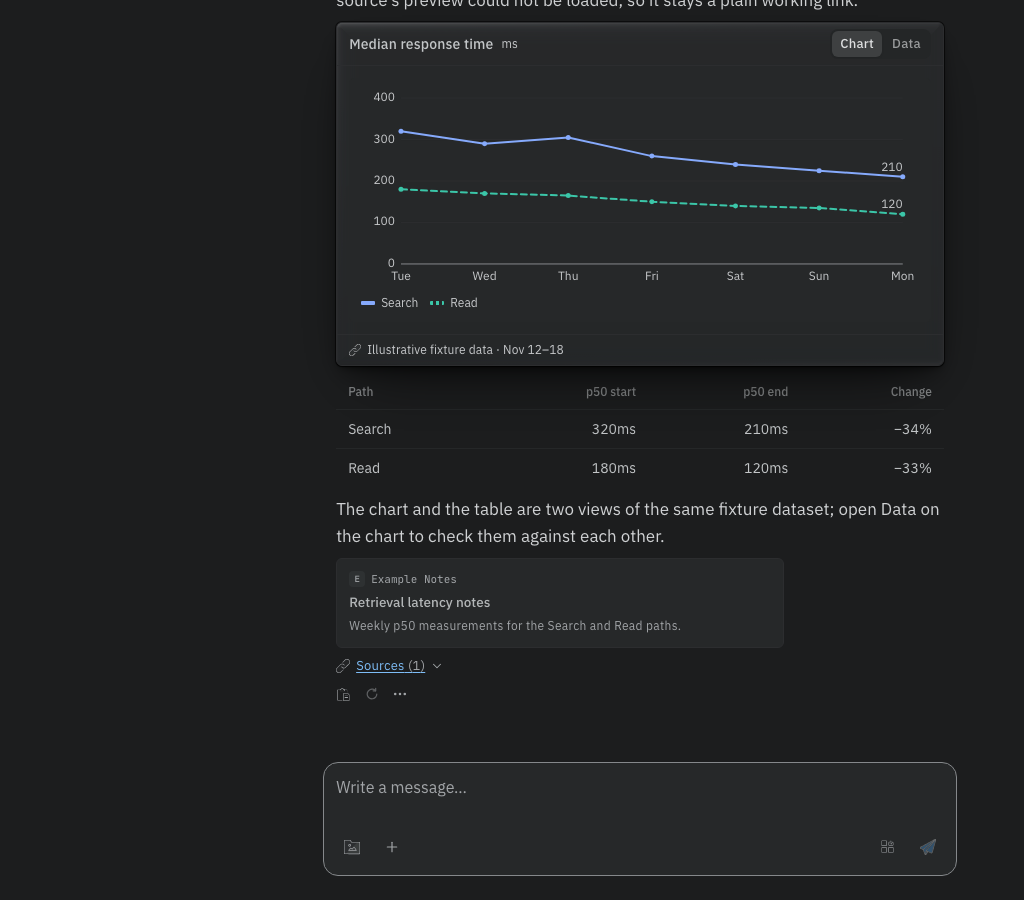 source's preview could not be loaded, so it stays a plain working link.
Median response time ms
Chart Data
400
300
200
100
0
210
120
Tue Wed Thu Fri Sat Sun Mon
Search Read
Illustrative fixture data · Nov 12–18
Path p50 start p50 end Change
Search 320ms 210ms −34%
Read 180ms 120ms −33%
The chart and the table are two views of the same fixture dataset; open Data on
the chart to check them against each other.
E Example Notes
Retrieval latency notes
Weekly p50 measurements for the Search and Read paths.
Sources (1)
Write a message...